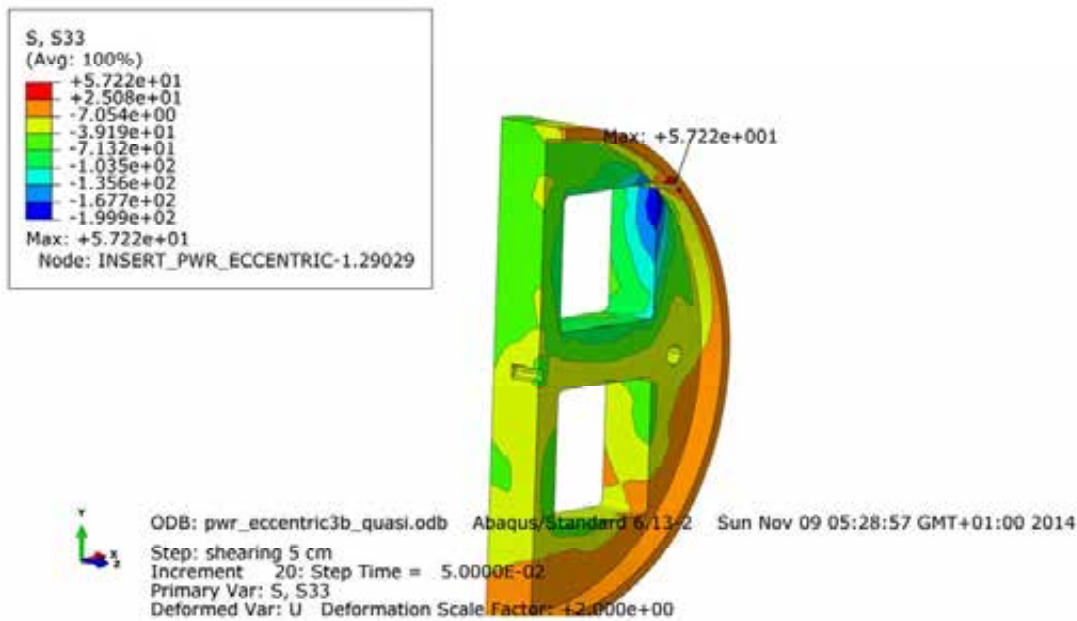 S, S33
(Avg: 100%)
+5.722e+01
+2.508e+01
-7.054e+00
-3.919e+01
-7.132e+01
-1.035e+02
-1.356e+02
-1.677e+02
-1.999e+02
Max: +5.722e+01
Node: INSERT_PWR_ECCENTRIC-1.29029
Max: +5.722e+001
Y
X
Z
ODB: pwr_eccentric3b_quasi.odb Abaqus/Standard 6.13-2 Sun Nov 09 05:28:57 GMT+01:00 2014
Step: shearing 5 cm
Increment 20: Step Time = 5.0000E-02
Primary Var: S, S33
Deformed Var: U Deformation Scale Factor: +2.000e+00